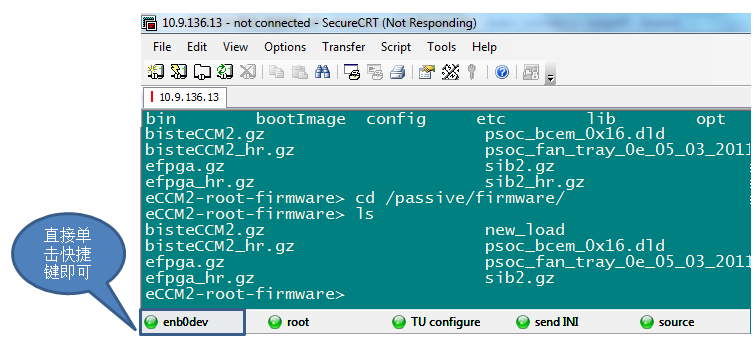 10.9.136.13 - not connected - SecureCRT (Not Responding)
File Edit View Options Transfer Script Tools Help
10.9.136.13
bin bootImage config etc lib opt
bisteCCM2.gz psoc_bcem_0x16.dld
bisteCCM2_hr.gz psoc_fan_tray_0e_05_03_2011
efpga.gz sib2.gz
efpga_hr.gz sib2_hr.gz
eCCM2-root-firmware> cd /passive/firmware/
eCCM2-root-firmware> ls
bisteCCM2.gz new_load
bisteCCM2_hr.gz psoc_bcem_0x16.dld
efpga.gz psoc_fan_tray_0e_05_03_2011
efpga_hr.gz sib2.gz
eCCM2-root-firmware>
直接单
击快捷
键即可
enb0dev root TU configure send INI source